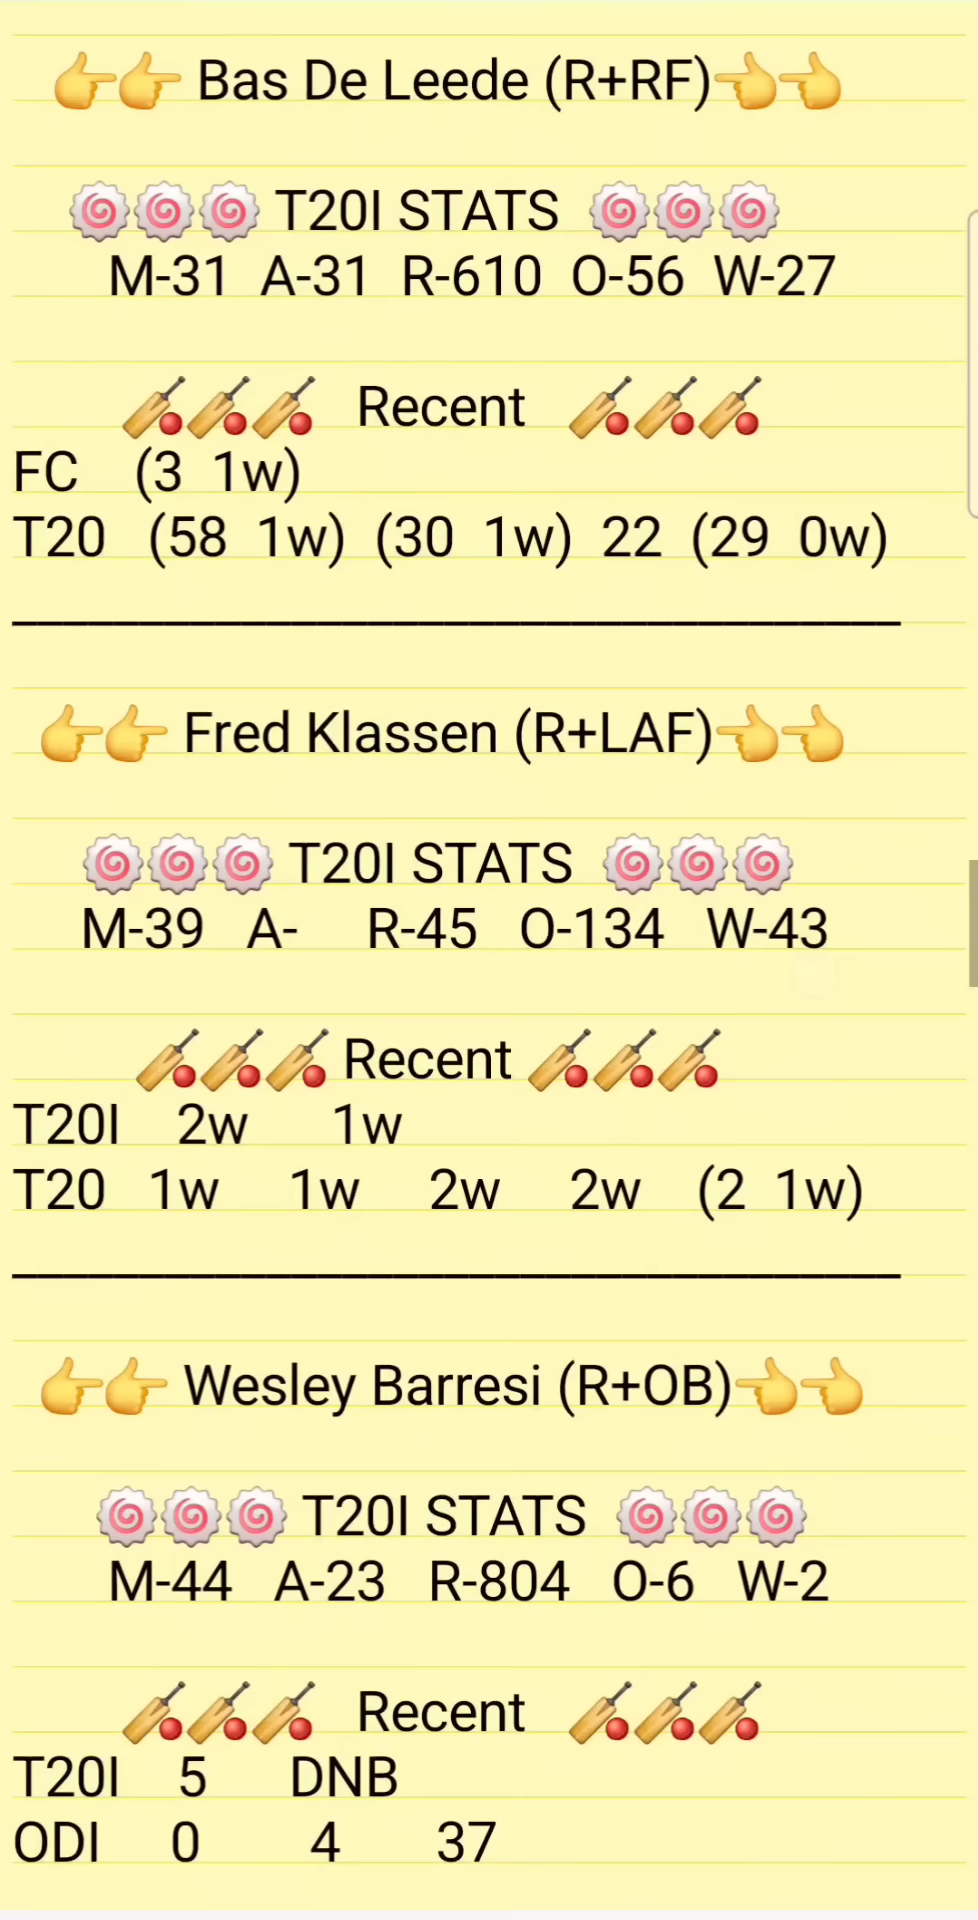 👉👉 Bas De Leede (R+RF)👈👈
🍥🍥🍥 T20I STATS 🍥🍥🍥
M-31 A-31 R-610 O-56 W-27
🏏🏏🏏 Recent 🏏🏏🏏
FC (3 1w)
T20 (58 1w) (30 1w) 22 (29 0w)
👉👉 Fred Klassen (R+LAF)👈👈
🍥🍥🍥 T20I STATS 🍥🍥🍥
M-39 A- R-45 O-134 W-43
🏏🏏🏏 Recent 🏏🏏🏏
T20I 2w 1w
T20 1w 1w 2w 2w (2 1w)
👉👉 Wesley Barresi (R+OB)👈👈
🍥🍥🍥 T20I STATS 🍥🍥🍥
M-44 A-23 R-804 O-6 W-2
🏏🏏🏏 Recent 🏏🏏🏏
T20I 5 DNB
ODI 0 4 37